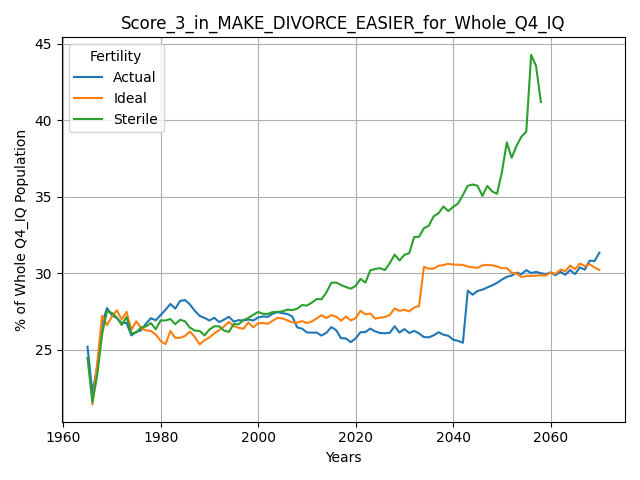 Score_3_in_MAKE_DIVORCE_EASIER_for_Whole_Q4_IQ
Fertility
Actual
Ideal
Sterile
% of Whole Q4_IQ Population
45
40
35
30
25
1960
1980
2000
2020
2040
2060
Years